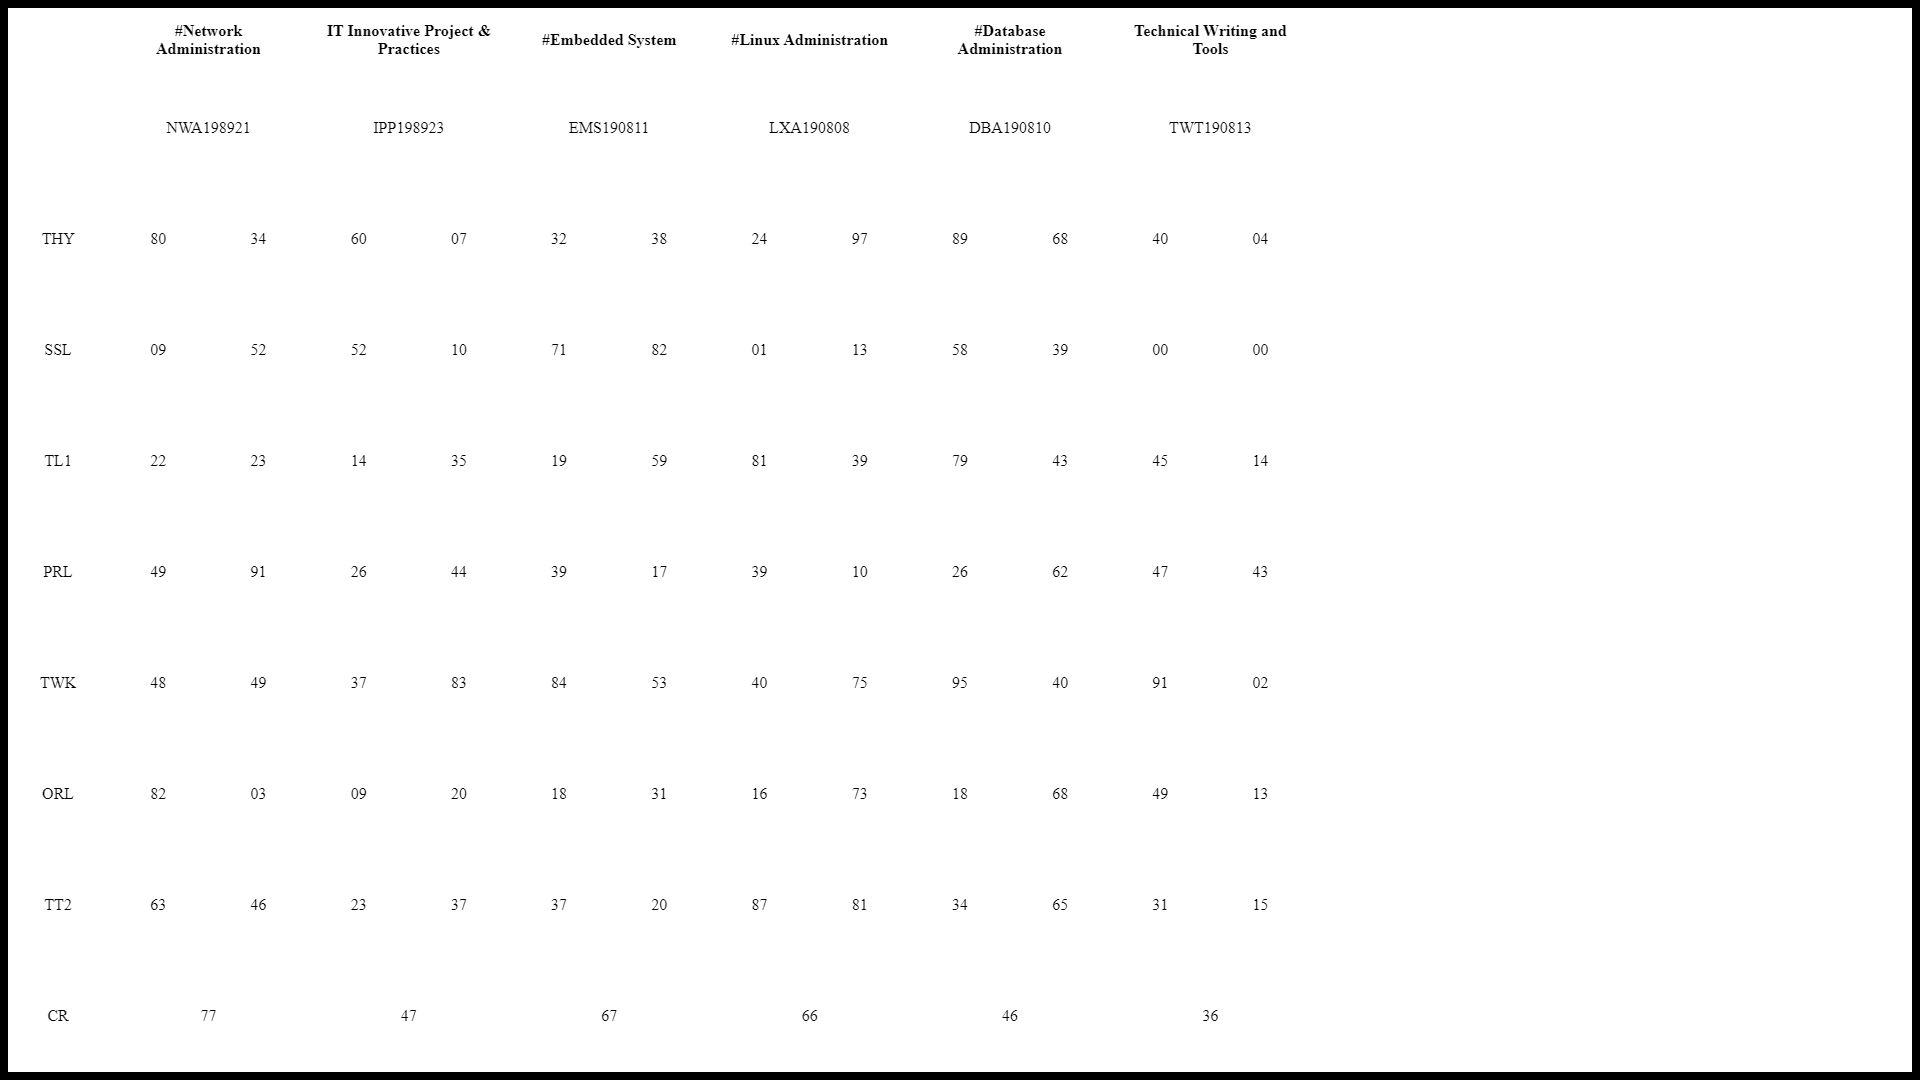 #Network Administration IT Innovative Project & Practices #Embedded System #Linux Administration #Database Administration Technical Writing and Tools
NWA198921 IPP198923 EMS190811 LXA190808 DBA190810 TWT190813
THY 80 34 60 07 32 38 24 97 89 68 40 04
SSL 09 52 52 10 71 82 01 13 58 39 00 00
TL1 22 23 14 35 19 59 81 39 79 43 45 14
PRL 49 91 26 44 39 17 39 10 26 62 47 43
TWK 48 49 37 83 84 53 40 75 95 40 91 02
ORL 82 03 09 20 18 31 16 73 18 68 49 13
TT2 63 46 23 37 37 20 87 81 34 65 31 15
CR 77 47 67 66 46 36